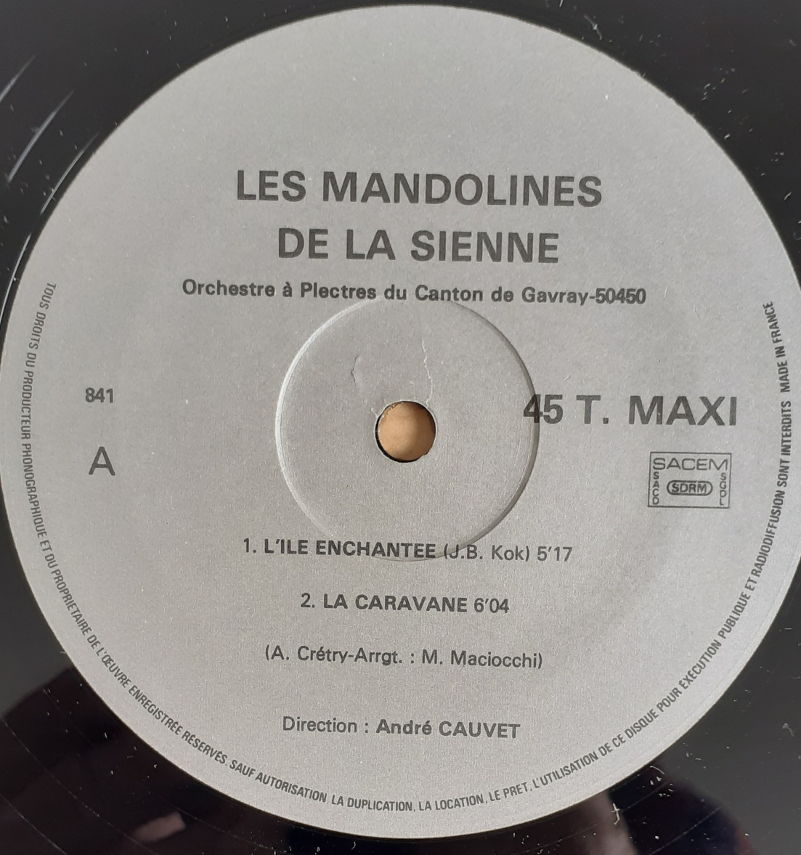 LES MANDOLINES
DE LA SIENNE
Orchestre à Plectres du Canton de Gavray-50450
841
A
45 T. MAXI
SACEM
SACD
SDRM
SGDL
1. L'ILE ENCHANTEE (J.B. Kok) 5'17
2. LA CARAVANE 6'04
(A. Crétry-Arrgt. : M. Maciocchi)
Direction : André CAUVET
TOUS DROITS DU PRODUCTEUR PHONOGRAPHIQUE ET DU PROPRIETAIRE DE L'ŒUVRE ENREGISTRÉE RÉSERVÉS. SAUF AUTORISATION LA DUPLICATION, LA LOCATION, LE PRET, L'UTILISATION DE CE DISQUE POUR EXÉCUTION PUBLIQUE ET RADIODIFFUSION SONT INTERDITS MADE IN FRANCE